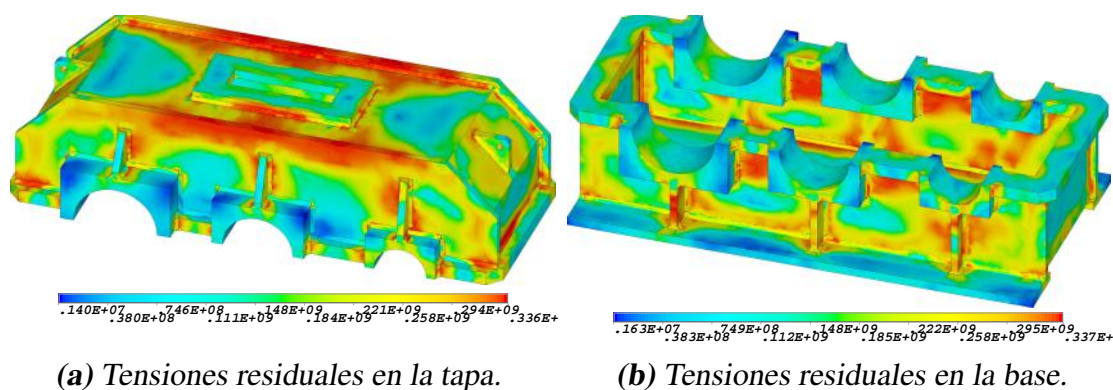 .140E+07 .746E+08 .148E+09 .221E+09 .294E+09
.380E+08 .111E+09 .184E+09 .258E+09 .336E+
.163E+07 .749E+08 .148E+09 .222E+09 .295E+09
.383E+08 .112E+09 .185E+09 .258E+09 .337E+
(a) Tensiones residuales en la tapa.
(b) Tensiones residuales en la base.